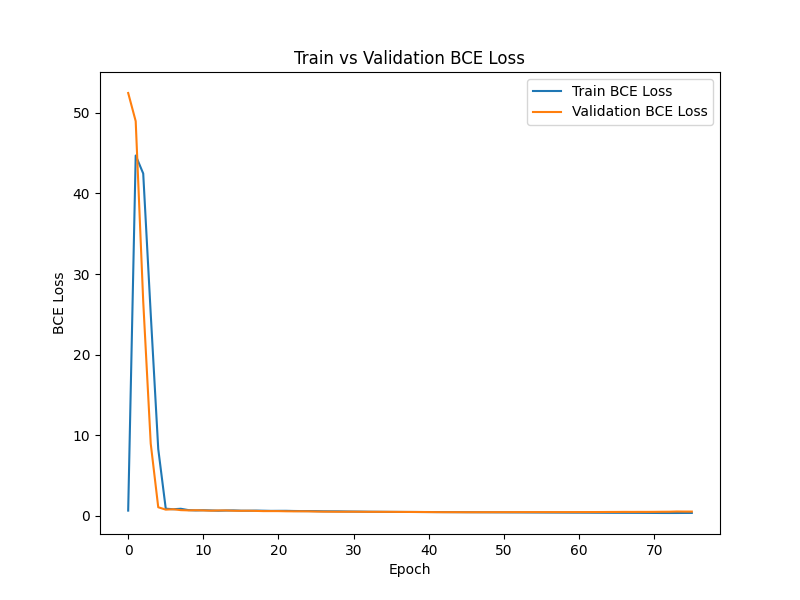 Train vs Validation BCE Loss
Train BCE Loss
Validation BCE Loss
BCE Loss
50
40
30
20
10
0
0 10 20 30 40 50 60 70
Epoch